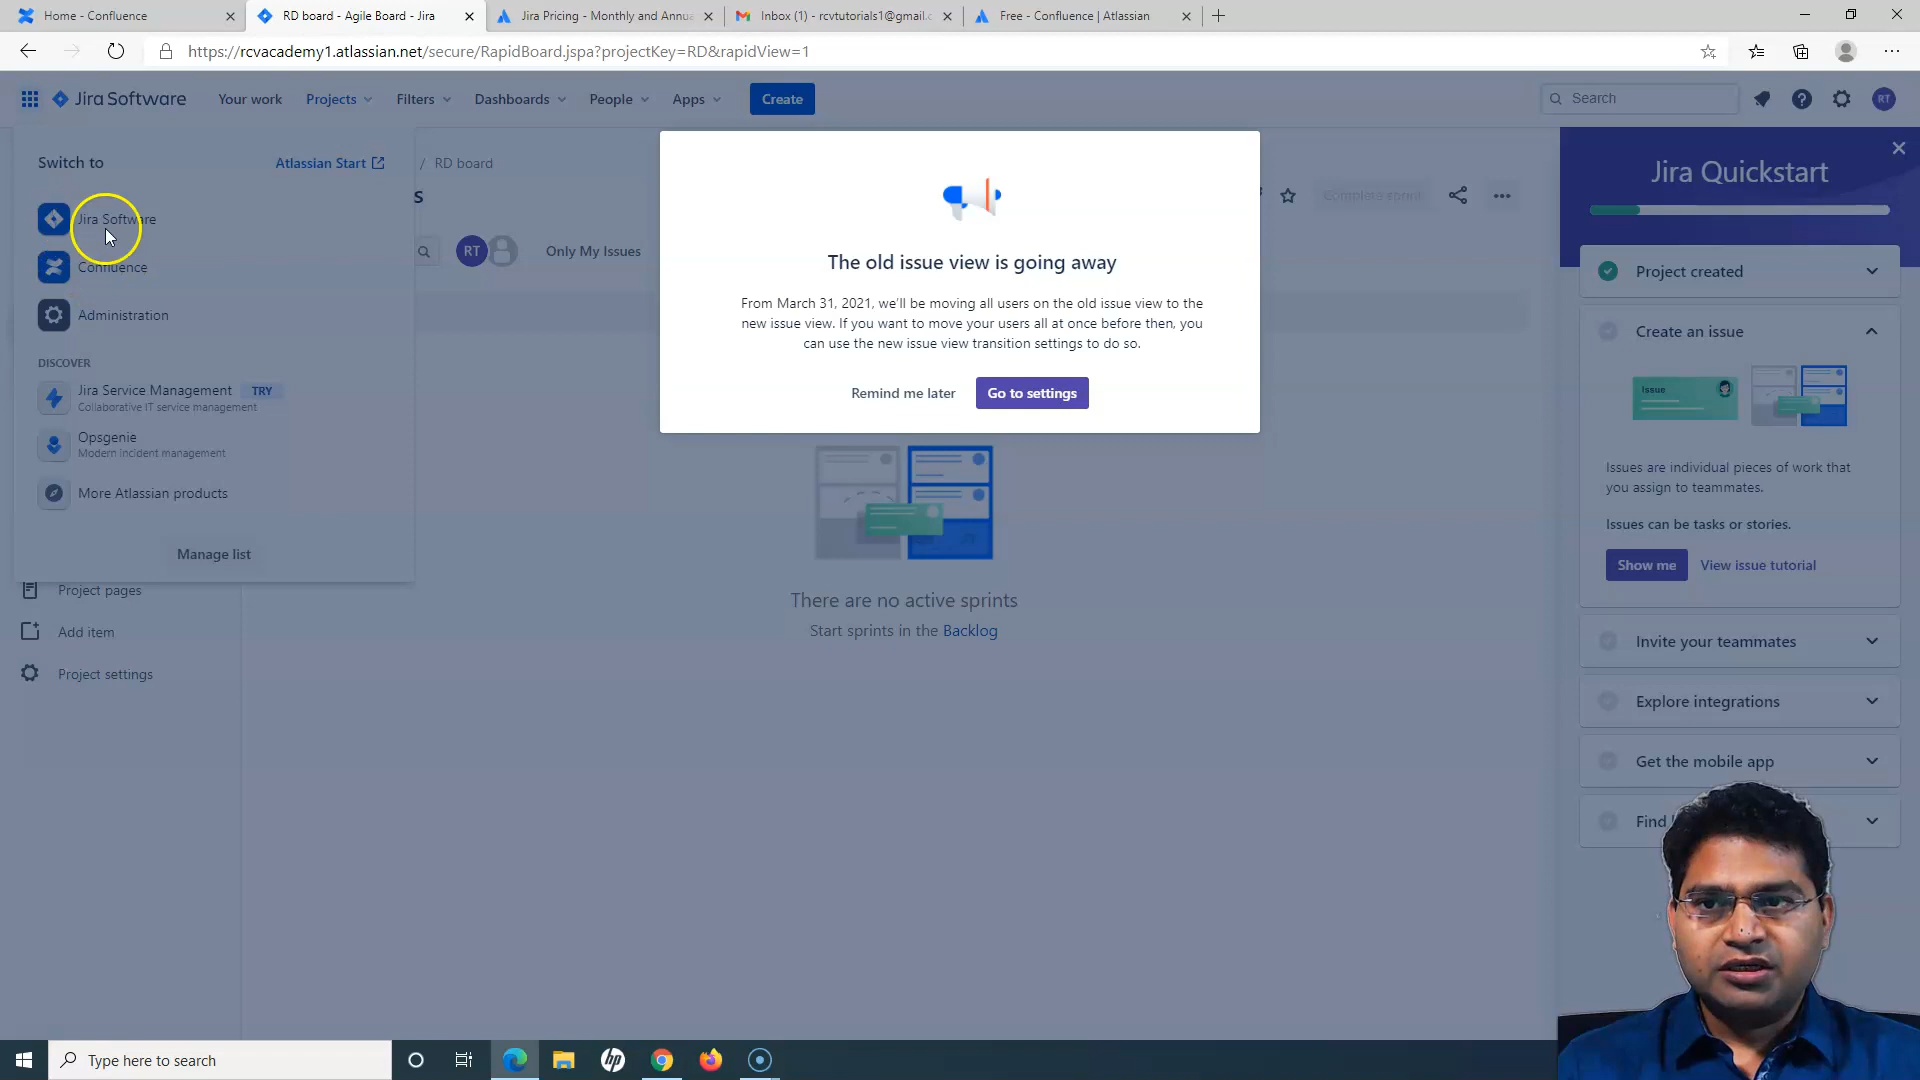 Home - Confluence
RD board - Agile Board - Jira
Jira Pricing - Monthly and Annua
Inbox (1) - rcvtutorials1@gmail.c
Free - Confluence | Atlassian
https://rcvacademy1.atlassian.net/secure/RapidBoard.jspa?projectKey=RD&rapidView=1
Jira Software
Your work
Projects
Filters
Dashboards
People
Apps
Create
Search
RT
Switch to
Atlassian Start
/ RD board
s
Complete sprint
Jira Software
Confluence
Administration
RT
Only My Issues
DISCOVER
Jira Service Management TRY
Collaborative IT service management
Opsgenie
Modern incident management
More Atlassian products
Manage list
Project pages
Add item
Project settings
The old issue view is going away
From March 31, 2021, we'll be moving all users on the old issue view to the
new issue view. If you want to move your users all at once before then, you
can use the new issue view transition settings to do so.
Remind me later
Go to settings
There are no active sprints
Start sprints in the Backlog
Jira Quickstart
Project created
Create an issue
Issue
Issues are individual pieces of work that
you assign to teammates.
Issues can be tasks or stories.
Show me
View issue tutorial
Invite your teammates
Explore integrations
Get the mobile app
Find
Type here to search
hp